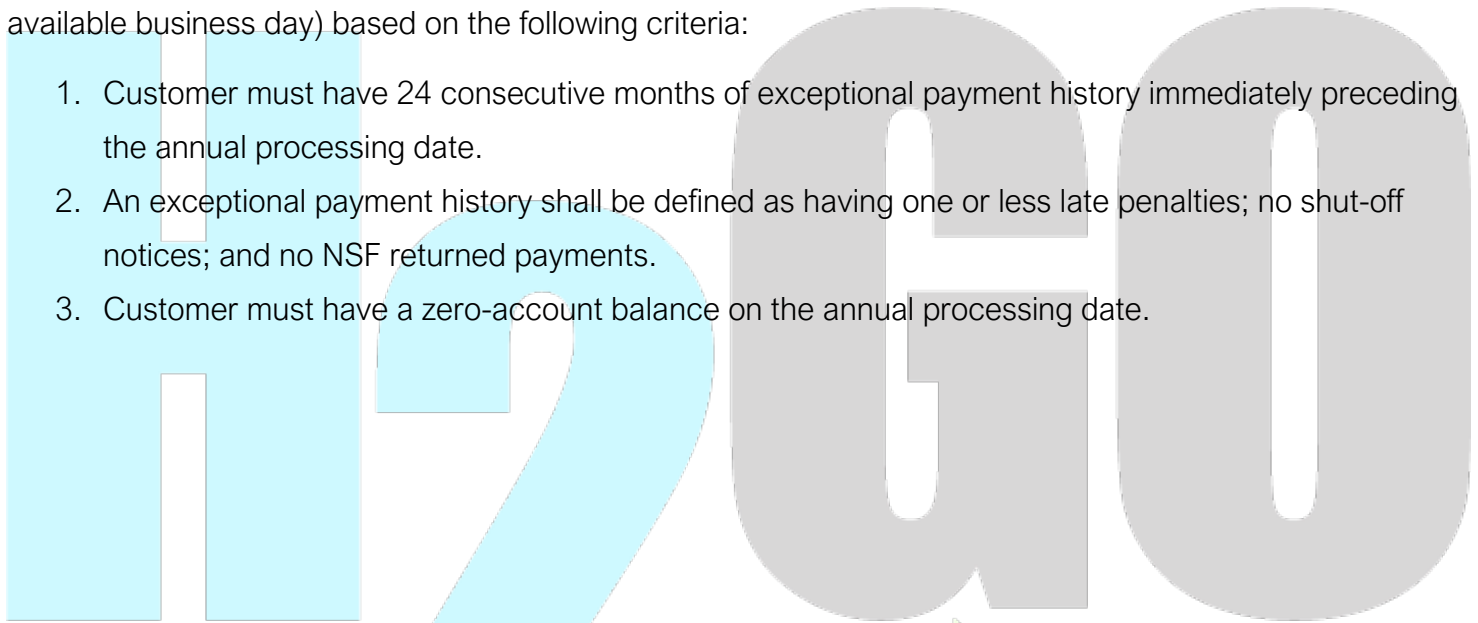 available business day) based on the following criteria:
1. Customer must have 24 consecutive months of exceptional payment history immediately preceding
the annual processing date.
2. An exceptional payment history shall be defined as having one or less late penalties; no shut-off
notices; and no NSF returned payments.
3. Customer must have a zero-account balance on the annual processing date.
H2GO